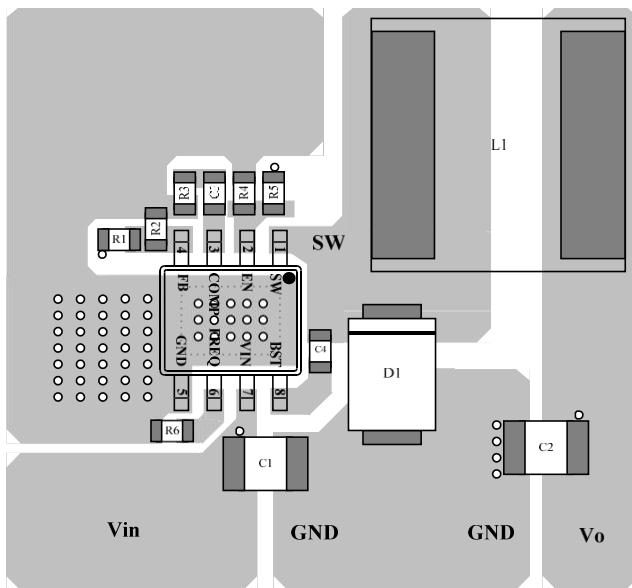 L1
R3
C3
R4
R5
R2
R1
SW
4
3
2
1
FB
COMP
EN
SW
GND
FREQ
VIN
BST
C4
D1
5
6
7
8
R6
C1
C2
Vin
GND
GND
Vo